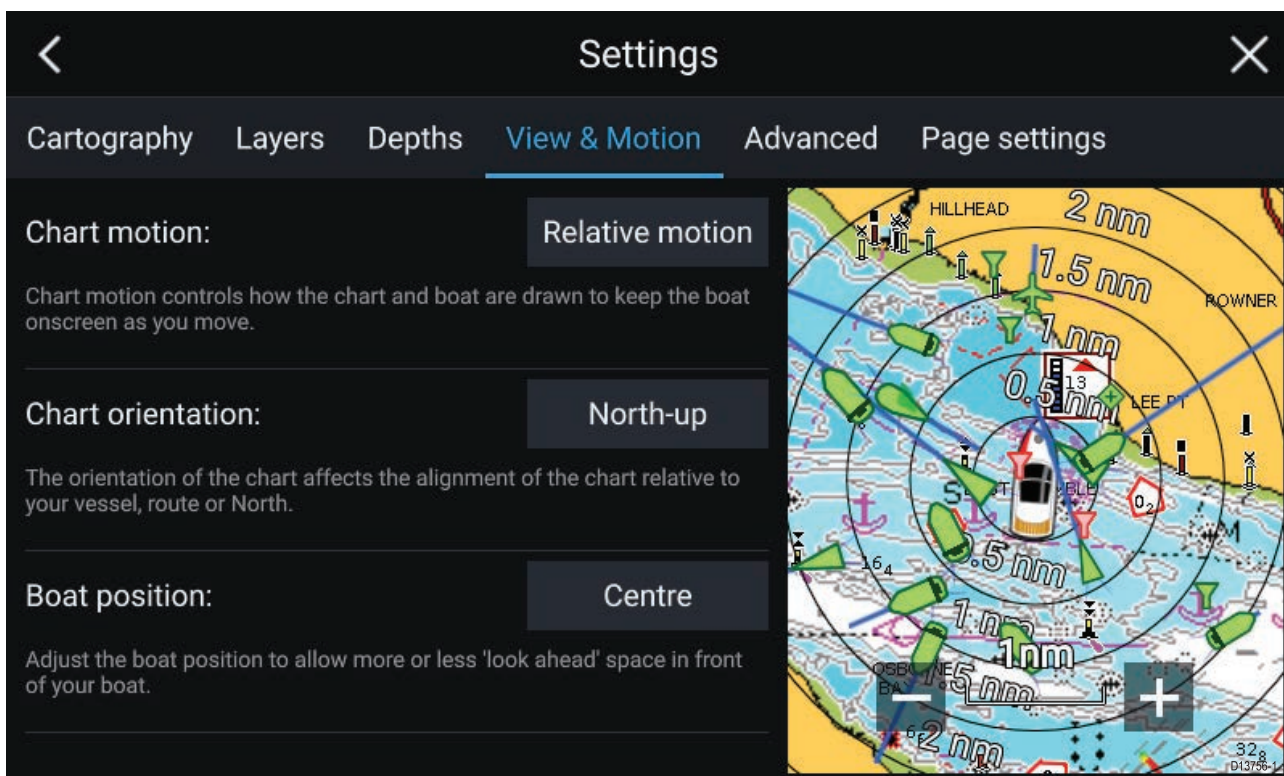 Settings
Cartography Layers Depths View & Motion Advanced Page settings
Chart motion: Relative motion
Chart motion controls how the chart and boat are drawn to keep the boat
onscreen as you move.
Chart orientation: North-up
The orientation of the chart affects the alignment of the chart relative to
your vessel, route or North.
Boat position: Centre
Adjust the boat position to allow more or less 'look ahead' space in front
of your boat.
HILLHEAD
2 nm
1.5 nm
ROWNER
1 nm
13
0.5 nm
LEE PT
S
0₂
M
16₄
0.5 nm
1 nm
1nm
2 nm
32₈
D13756-1